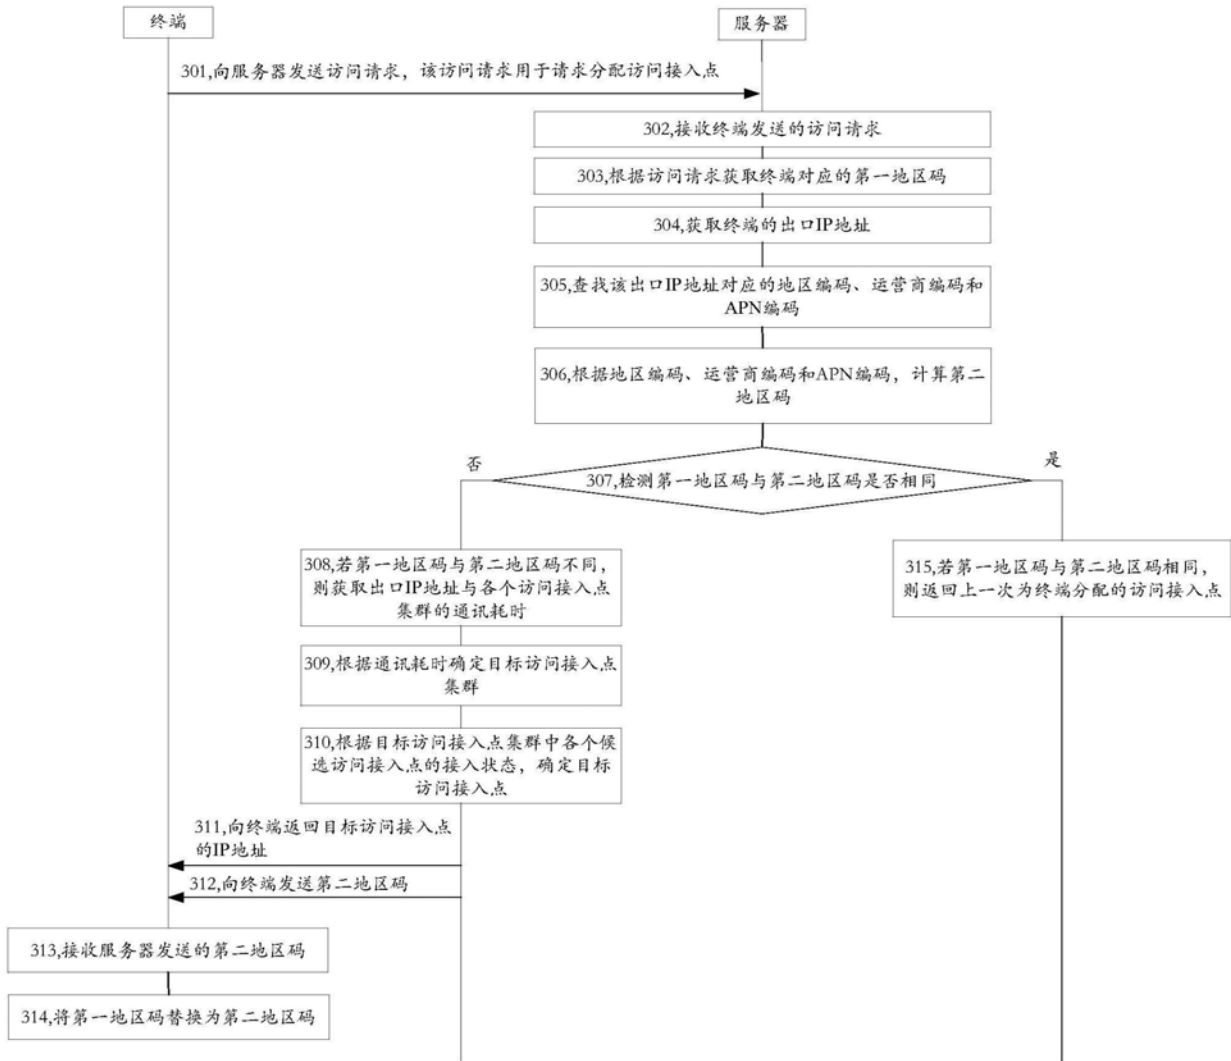 终端
服务器
301,向服务器发送访问请求，该访问请求用于请求分配访问接入点
302,接收终端发送的访问请求
303,根据访问请求获取终端对应的第一地区码
304,获取终端的出口IP地址
305,查找该出口IP地址对应的地区编码、运营商编码和
APN编码
306,根据地区编码、运营商编码和APN编码，计算第二
地区码
否
是
307,检测第一地区码与第二地区码是否相同
308,若第一地区码与第二地区码不同，
则获取出口IP地址与各个访问接入点
集群的通讯耗时
315,若第一地区码与第二地区码相同，
则返回上一次为终端分配的访问接入点
309,根据通讯耗时确定目标访问接入点
集群
310,根据目标访问接入点集群中各个候
选访问接入点的接入状态，确定目标
访问接入点
311,向终端返回目标访问接入点
的IP地址
312,向终端发送第二地区码
313,接收服务器发送的第二地区码
314,将第一地区码替换为第二地区码